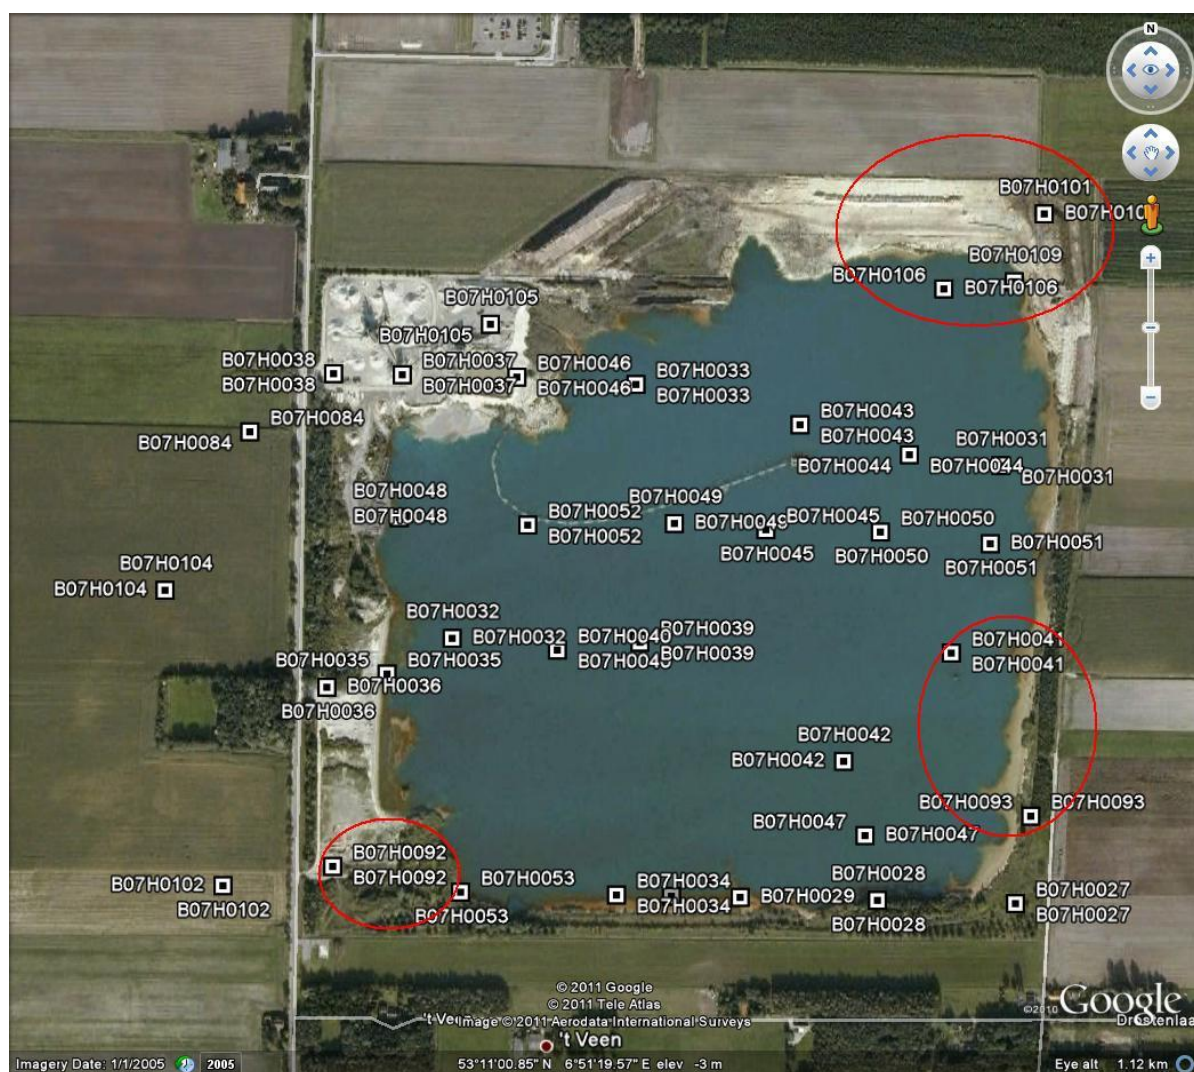 N
B07H0101
B07H010
B07H0109
B07H0106
B07H0106
B07H0105
B07H0105
B07H0038
B07H0038
B07H0037
B07H0037
B07H0046
B07H0046
B07H0033
B07H0033
B07H0084
B07H0084
B07H0043
B07H0043
B07H0044
B07H0044
B07H0031
B07H0031
B07H0048
B07H0048
B07H0052
B07H0052
B07H0049
B07H0049
B07H0045
B07H0045
B07H0050
B07H0050
B07H0051
B07H0051
B07H0104
B07H0104
B07H0032
B07H0032
B07H0040
B07H0040
B07H0039
B07H0039
B07H0041
B07H0041
B07H0035
B07H0035
B07H0036
B07H0036
B07H0042
B07H0042
B07H0093
B07H0093
B07H0047
B07H0047
B07H0092
B07H0092
B07H0102
B07H0102
B07H0053
B07H0053
B07H0034
B07H0034
B07H0029
B07H0028
B07H0028
B07H0027
B07H0027
© 2011 Google
© 2011 Tele Atlas
Image © 2011 Aerodata International Surveys
©2010 Google
't Veen
't Veen
Drostenlaa
Imagery Date: 1/1/2005 2005
53°11'00.85" N 6°51'19.57" E elev -3 m
Eye alt 1.12 km